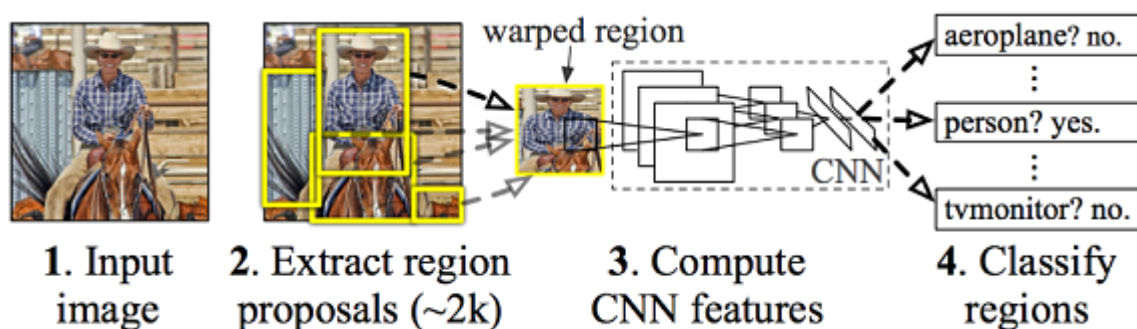 warped region
aeroplane? no.
person? yes.
CNN
tvmonitor? no.
1. Input
image
2. Extract region
proposals (~2k)
3. Compute
CNN features
4. Classify
regions